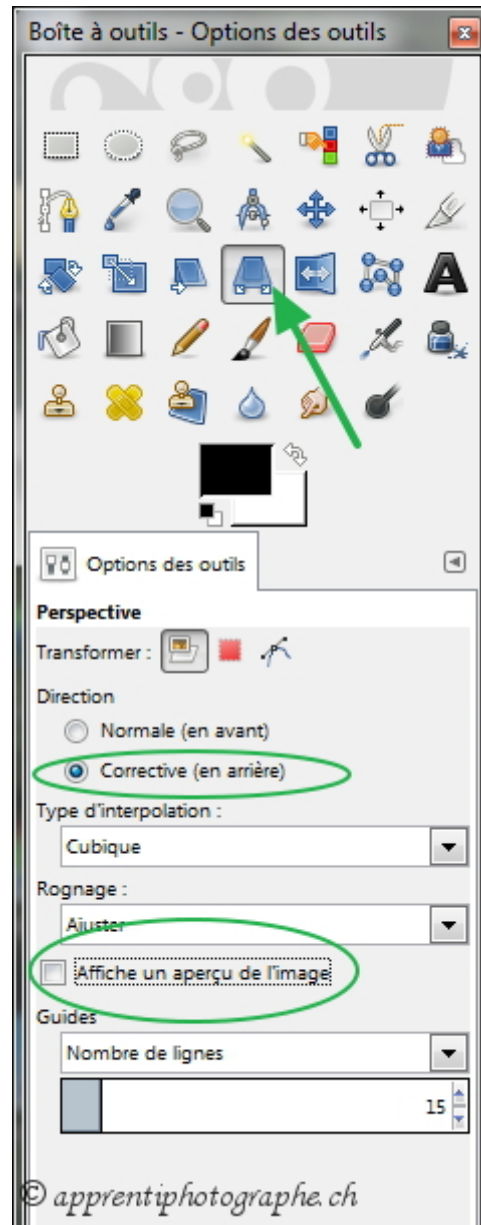 Boîte à outils - Options des outils
Options des outils
Perspective
Transformer :
Direction
Normale (en avant)
Corrective (en arrière)
Type d'interpolation :
Cubique
Rognage :
Ajuster
Affiche un aperçu de l'image
Guides
Nombre de lignes
15
© apprentiphotographe.ch